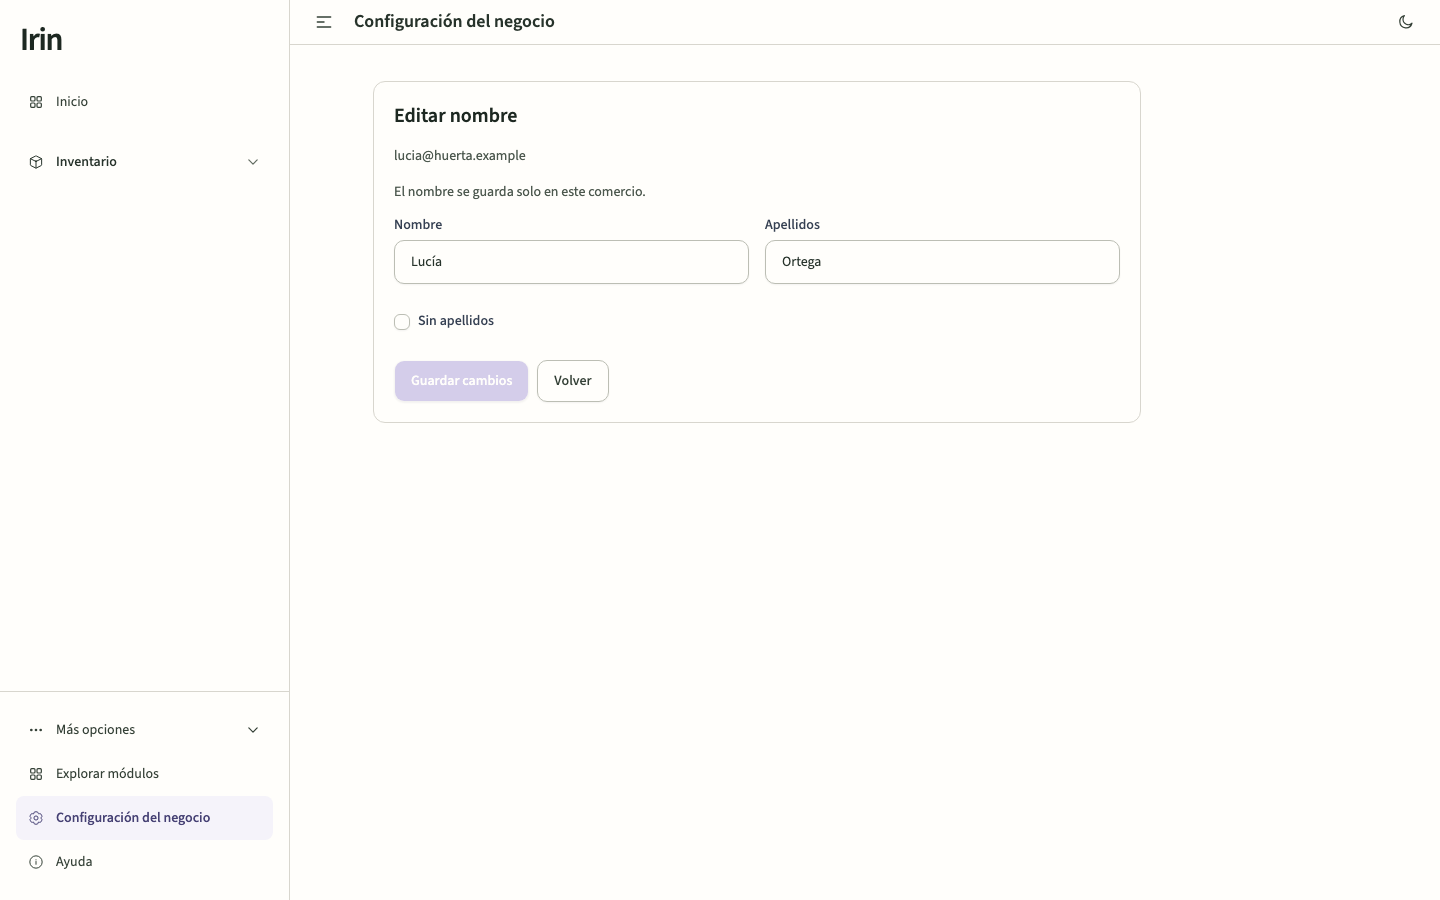 Irin
Inicio
Inventario
Más opciones
Explorar módulos
Configuración del negocio
Ayuda
Configuración del negocio
Editar nombre
lucia@huerta.example
El nombre se guarda solo en este comercio.
Nombre
Apellidos
Lucía
Ortega
Sin apellidos
Guardar cambios
Volver